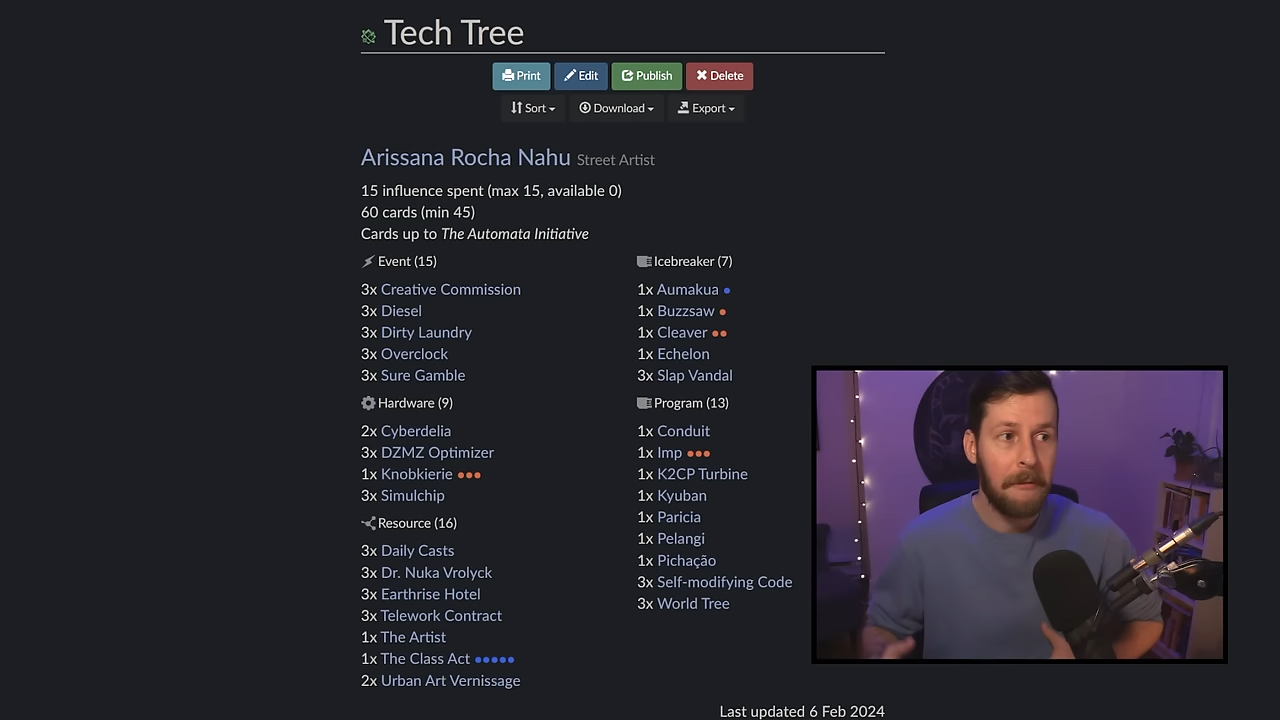 Tech Tree
Print Edit Publish Delete
Sort Download Export
Arissana Rocha Nahu Street Artist
15 influence spent (max 15, available 0)
60 cards (min 45)
Cards up to The Automata Initiative
Event (15)
3x Creative Commission
3x Diesel
3x Dirty Laundry
3x Overclock
3x Sure Gamble
Hardware (9)
2x Cyberdelia
3x DZMZ Optimizer
1x Knobkierie
3x Simulchip
Resource (16)
3x Daily Casts
3x Dr. Nuka Vrolyck
3x Earthrise Hotel
3x Telework Contract
1x The Artist
1x The Class Act
2x Urban Art Vernissage
Icebreaker (7)
1x Aumakua
1x Buzzsaw
1x Cleaver
1x Echelon
3x Slap Vandal
Program (13)
1x Conduit
1x Imp
1x K2CP Turbine
1x Kyuban
1x Paricia
1x Pelangi
1x Pichação
3x Self-modifying Code
3x World Tree
Last updated 6 Feb 2024